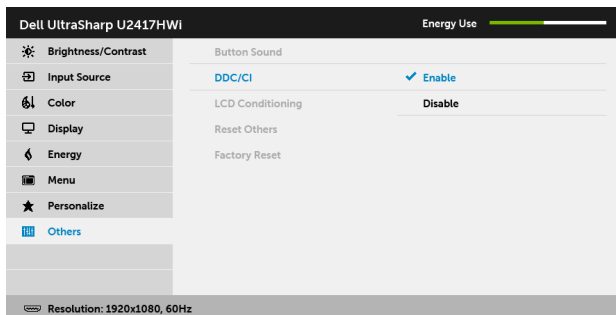 Dell UltraSharp U2417HWi Energy Use
Brightness/Contrast Button Sound
Input Source DDC/CI Enable
Color LCD Conditioning Disable
Display Reset Others
Energy Factory Reset
Menu
Personalize
Others
Resolution: 1920x1080, 60Hz